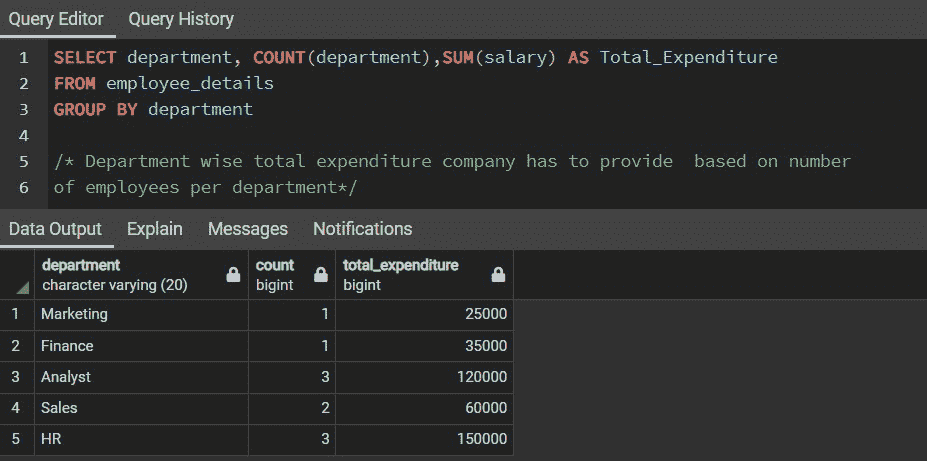 Query Editor Query History
1 SELECT department, COUNT(department),SUM(salary) AS Total_Expenditure
2 FROM employee_details
3 GROUP BY department
4
5 /* Department wise total expenditure company has to provide  based on number
6 of employees per department*/
Data Output Explain Messages Notifications
department count total_expenditure
character varying (20) bigint bigint
1 Marketing 1 25000
2 Finance 1 35000
3 Analyst 3 120000
4 Sales 2 60000
5 HR 3 150000